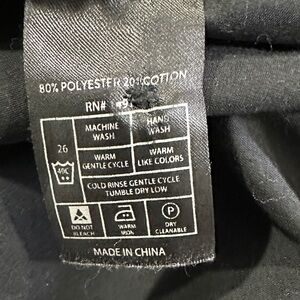 80% POLYESTER 20% COTTON
RN#
MACHINE WASH
HAND WASH
26
40C
WARM GENTLE CYCLE
WARM LIKE COLORS
COLD RINSE GENTLE CYCLE
TUMBLE DRY LOW
DO NOT BLEACH
WARM IRON
P
DRY CLEANABLE
MADE IN CHINA